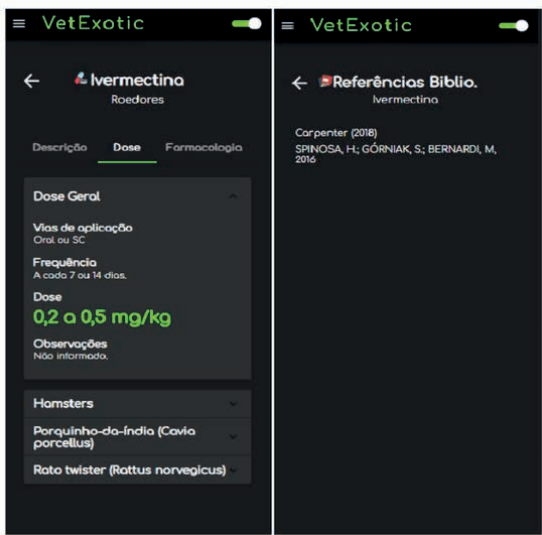 VetExotic
Ivermectina
Roedores
Descrição Dose Farmacologia
Dose Geral
Vias de aplicação
Oral ou SC
Frequência
A cada 7 ou 14 dias.
Dose
0,2 a 0,5 mg/kg
Observações
Não informado.
Hamsters
Porquinho-da-índia (Cavia
porcellus)
Rato twister (Rattus norvegicus)
VetExotic
Referências Biblio.
Ivermectina
Carpenter (2018)
SPINOSA, H.; GÓRNIAK, S.; BERNARDI, M,
2016